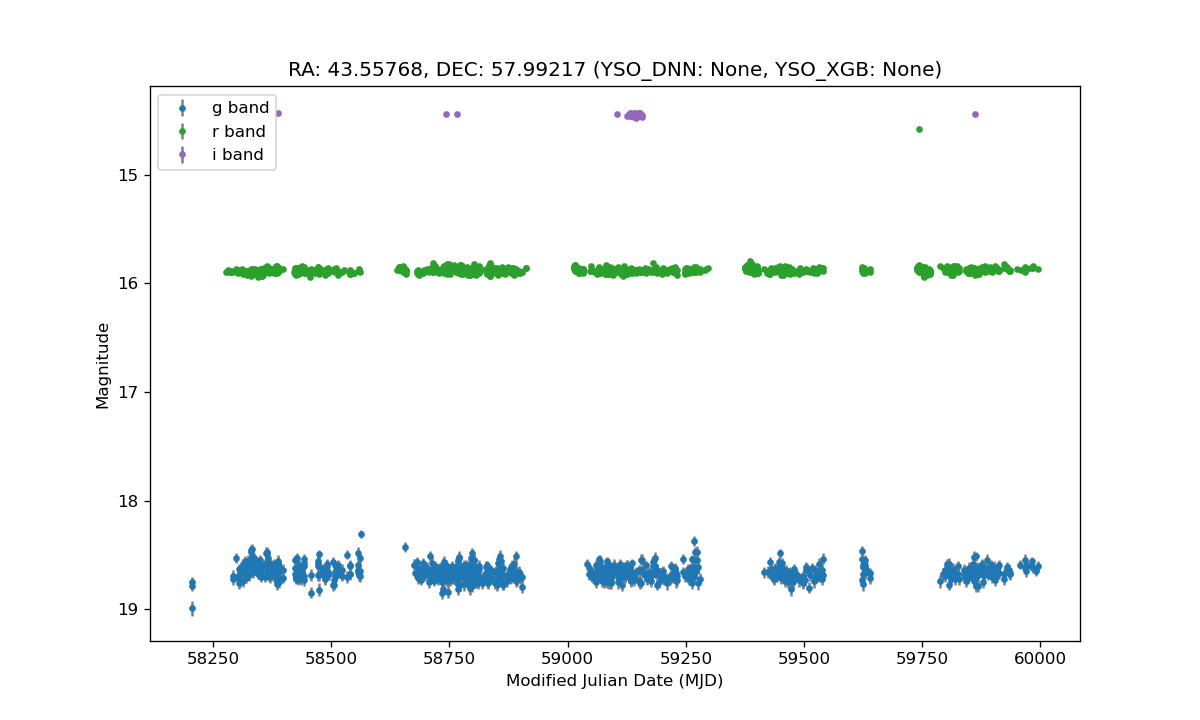 RA: 43.55768, DEC: 57.99217 (YSO_DNN: None, YSO_XGB: None)
g band
r band
i band
15
16
17
18
19
Magnitude
58250 58500 58750 59000 59250 59500 59750 60000
Modified Julian Date (MJD)